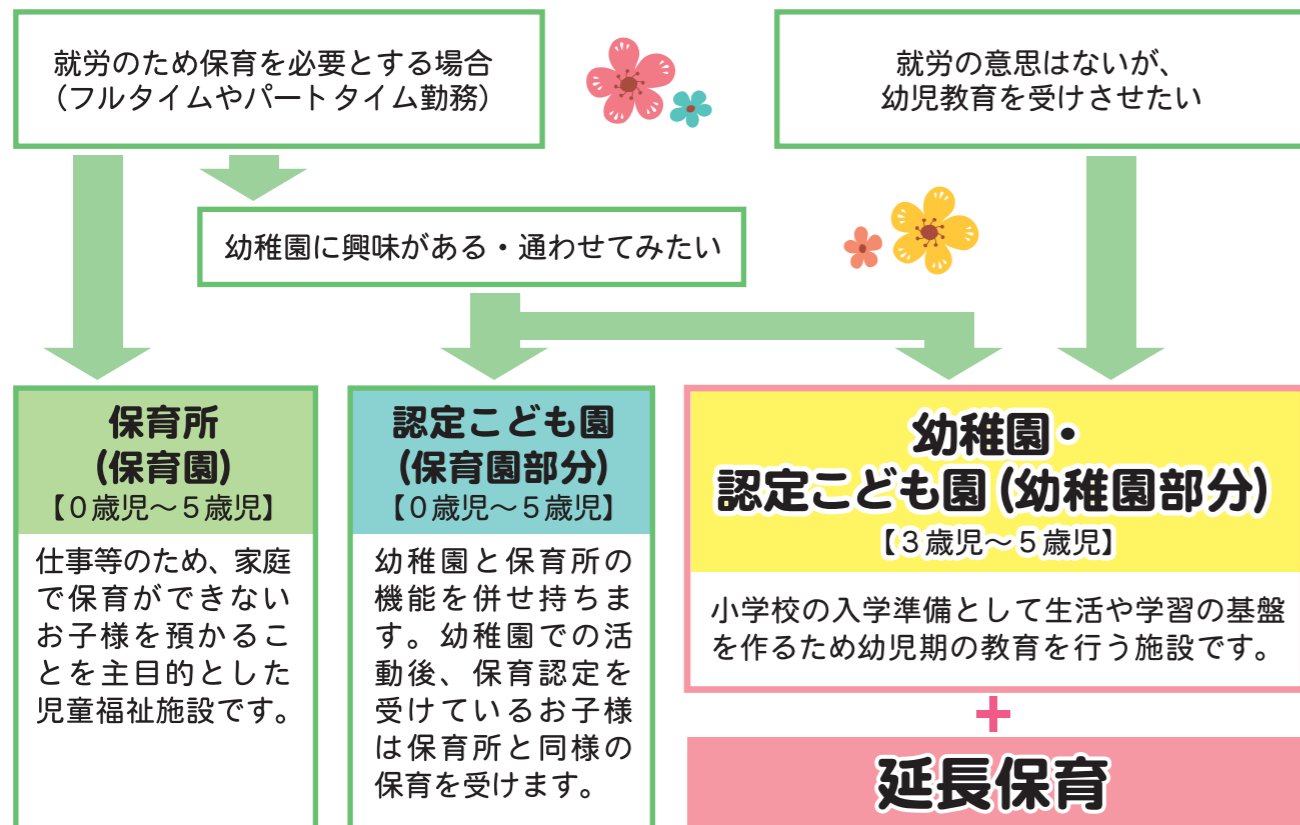 就労のため保育を必要とする場合
（フルタイムやパートタイム勤務）
就労の意思はないが、
幼児教育を受けさせたい
幼稚園に興味がある・通わせてみたい
保育所
(保育園)
【０歳児～５歳児】
仕事等のため、家庭
で保育ができない
お子様を預かるこ
とを主目的とした
児童福祉施設です。
認定こども園
(保育園部分)
【０歳児～５歳児】
幼稚園と保育所の
機能を併せ持ちま
す。幼稚園での活
動後、保育認定を
受けているお子様
は保育所と同様の
保育を受けます。
幼稚園・
認定こども園(幼稚園部分)
【３歳児～５歳児】
小学校の入学準備として生活や学習の基盤
を作るため幼児期の教育を行う施設です。
+
延長保育